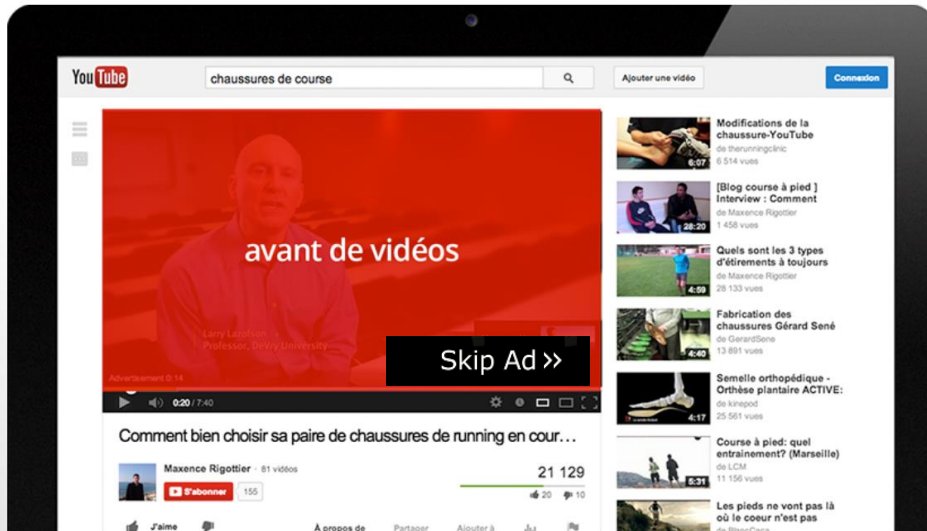 YouTube
chaussures de course
Ajouter une vidéo
Connexion
avant de vidéos
Larry Lazofson
Professor, DeVry University
Advertisement 0:14
Skip Ad »
0:20 / 7:40
Comment bien choisir sa paire de chaussures de running en cour...
Maxence Rigottier - 81 vidéos
S'abonner 155
21 129
20 10
J'aime
À propos de Partager Ajouter à
6:07
Modifications de la
chaussure-YouTube
de therunningclinic
6 514 vues
28:20
[Blog course à pied ]
Interview : Comment
de Maxence Rigottier
1 458 vues
4:59
Quels sont les 3 types
d'étirements à toujours
de Maxence Rigottier
28 133 vues
4:40
Fabrication des
chaussures Gérard Sené
de GerardSene
13 891 vues
4:17
Semelle orthopédique -
Orthèse plantaire ACTIVE:
de kinepod
25 561 vues
5:31
Course à pied: quel
entrainement? (Marseille)
de LCM
11 156 vues
Les pieds ne vont pas là
où le coeur n'est pas